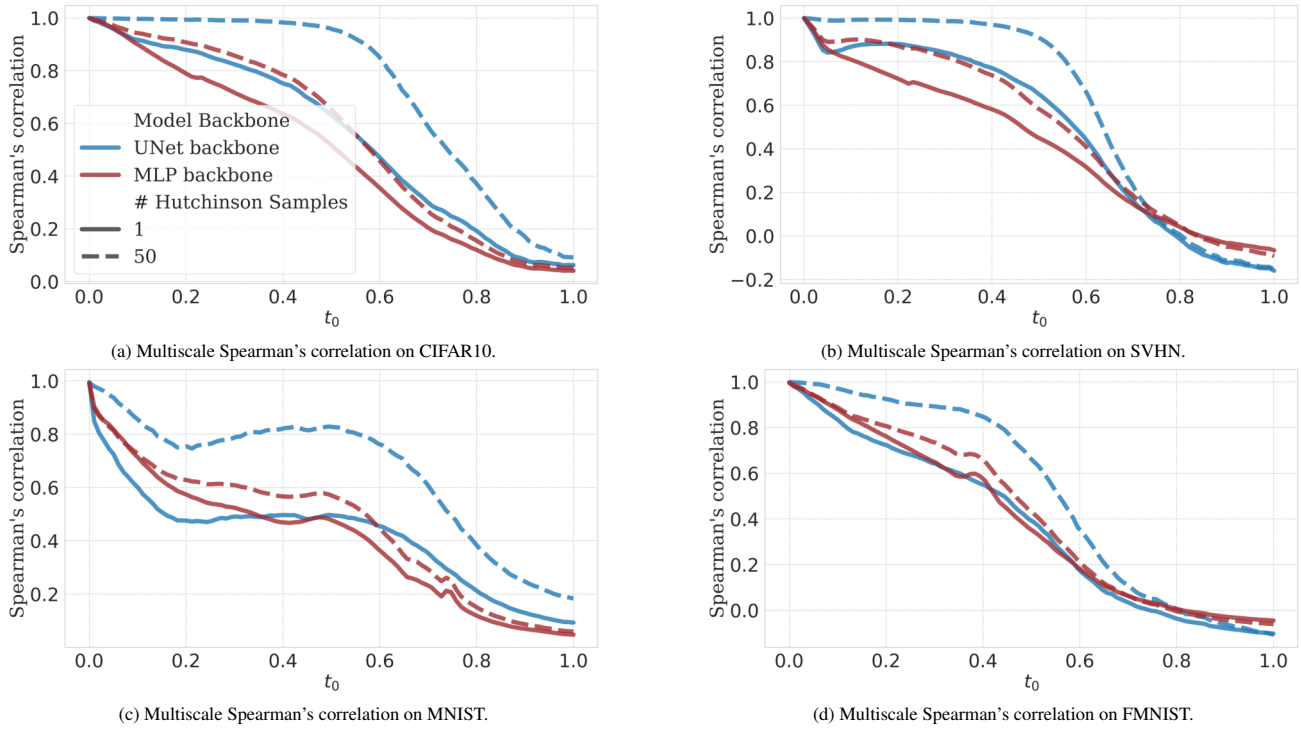 Spearman's correlation
1.0
0.8
0.6
0.4
0.2
0.0
Model Backbone
UNet backbone
MLP backbone
# Hutchinson Samples
1
50
0.0 0.2 0.4 0.6 0.8 1.0
t0
(a) Multiscale Spearman’s correlation on CIFAR10.
Spearman's correlation
1.0
0.8
0.6
0.4
0.2
0.0
−0.2
0.0 0.2 0.4 0.6 0.8 1.0
t0
(b) Multiscale Spearman’s correlation on SVHN.
Spearman's correlation
1.0
0.8
0.6
0.4
0.2
0.0 0.2 0.4 0.6 0.8 1.0
t0
(c) Multiscale Spearman’s correlation on MNIST.
Spearman's correlation
1.0
0.8
0.6
0.4
0.2
0.0
0.0 0.2 0.4 0.6 0.8 1.0
t0
(d) Multiscale Spearman’s correlation on FMNIST.